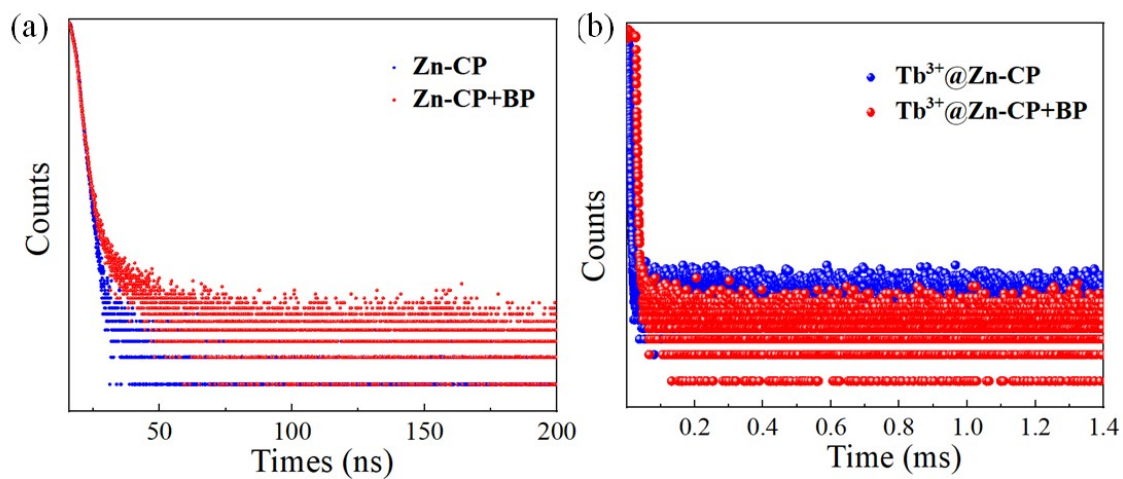 (a)
Zn-CP
Zn-CP+BP
Counts
50
100
150
200
Times (ns)
(b)
Tb³⁺@Zn-CP
Tb³⁺@Zn-CP+BP
Counts
0.2
0.4
0.6
0.8
1.0
1.2
1.4
Time (ms)